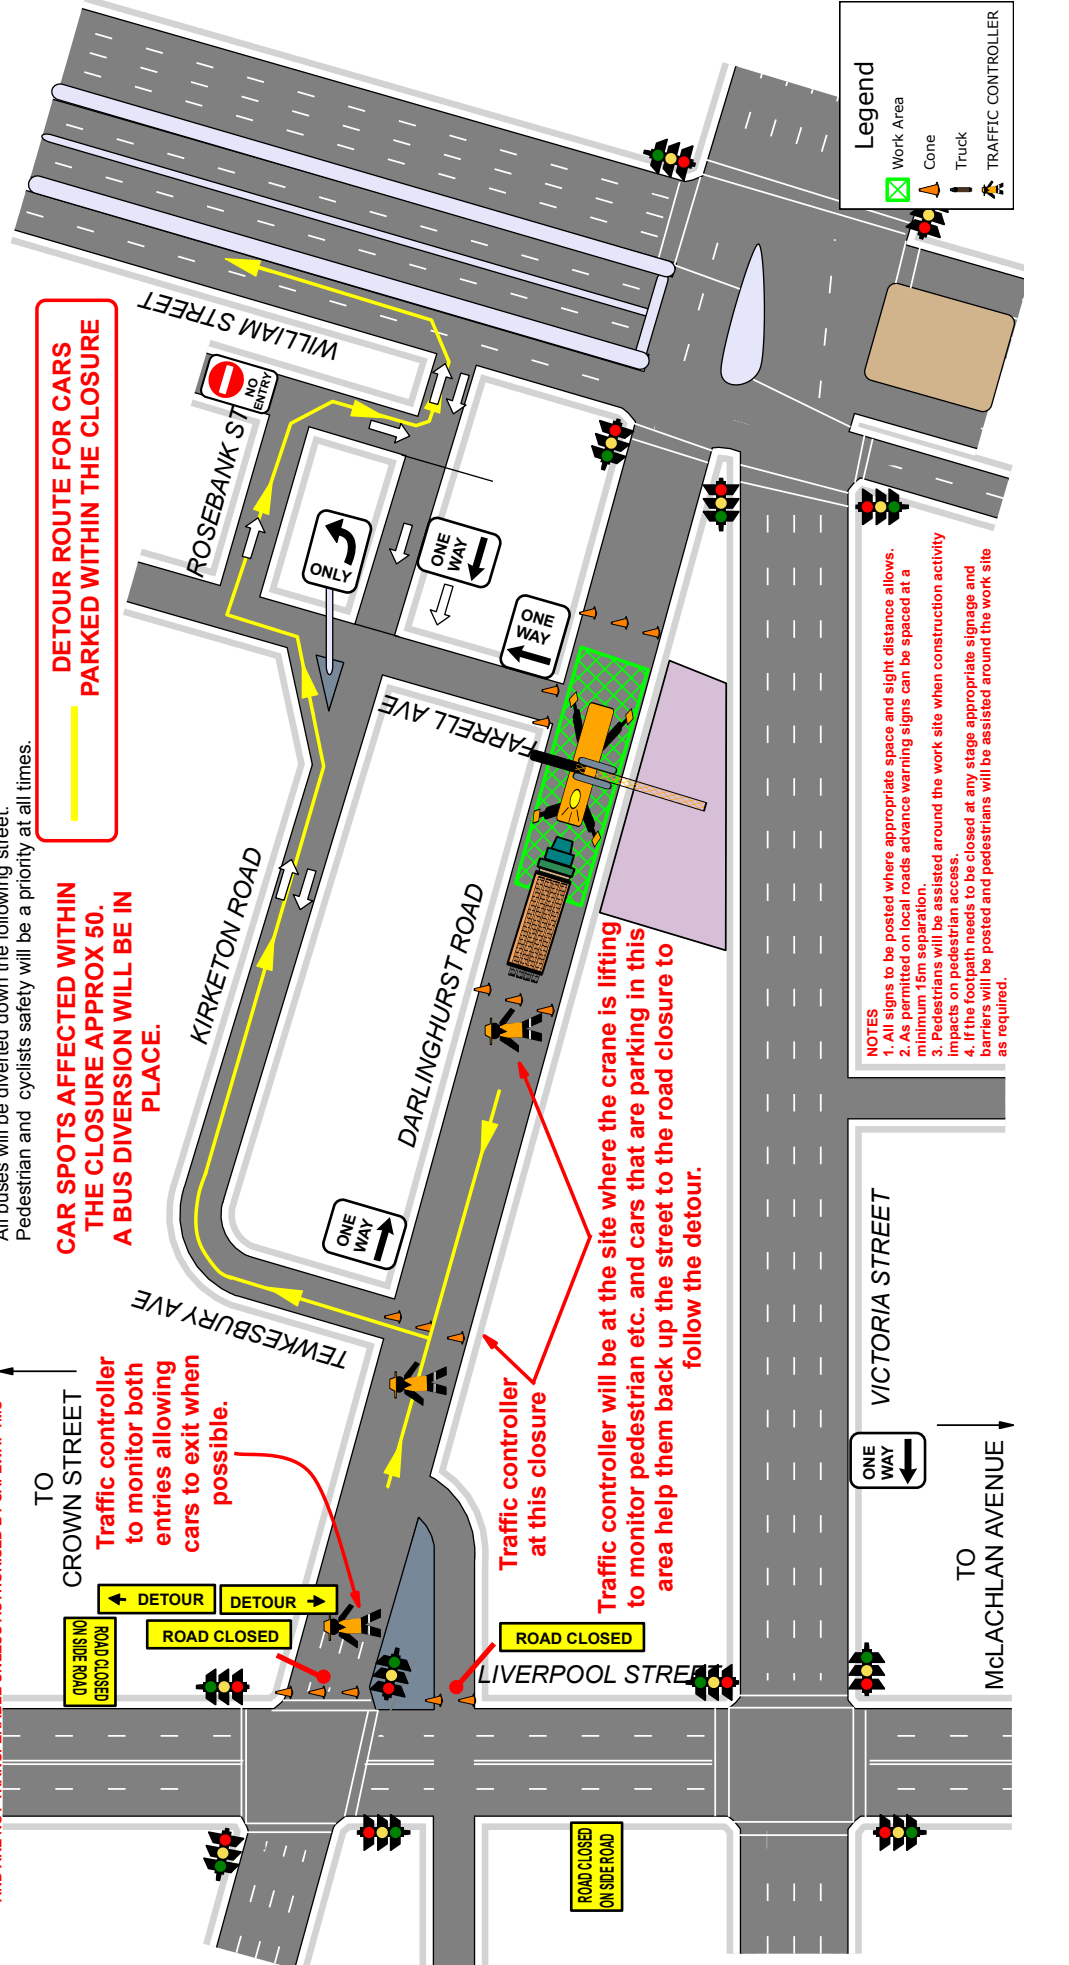 All buses will be diverted down the following street.
Pedestrian and cyclists safety will be a priority at all times.
DETOUR ROUTE FOR CARS
PARKED WITHIN THE CLOSURE
CAR SPOTS AFFECTED WITHIN
THE CLOSURE APPROX 50.
A BUS DIVERSION WILL BE IN
PLACE.
Legend
Work Area
Cone
Truck
TRAFFIC CONTROLLER
WILLIAM STREET
NO
ENTRY
ROSEBANK ST
ONLY
ONE
WAY
ONE
WAY
FARRELL AVE
KIRKETON ROAD
DARLINGHURST ROAD
ONE
WAY
TEWKESBURY AVE
TO
CROWN STREET
Traffic controller
to monitor both
entries allowing
cars to exit when
possible.
DETOUR
DETOUR
ROAD CLOSED
ROAD CLOSED
ON SIDE ROAD
ROAD CLOSED
LIVERPOOL STREET
Traffic controller
at this closure
Traffic controller will be at the site where the crane is lifting
to monitor pedestrian etc. and cars that are parking in this
area help them back up the street to the road closure to
follow the detour.
NOTES
1. All signs to be posted where appropriate space and sight distance allows.
2. As permitted on local roads advance warning signs can be spaced at a
minimum 15m separation.
3. Pedestrians will be assisted around the work site when construction activity
impacts on pedestrian access.
4. If the footpath needs to be closed at any stage appropriate signage and
barriers will be posted and pedestrians will be assisted around the work site
as required.
VICTORIA STREET
ONE
WAY
TO
McLACHLAN AVENUE
ROAD CLOSED
ON SIDE ROAD